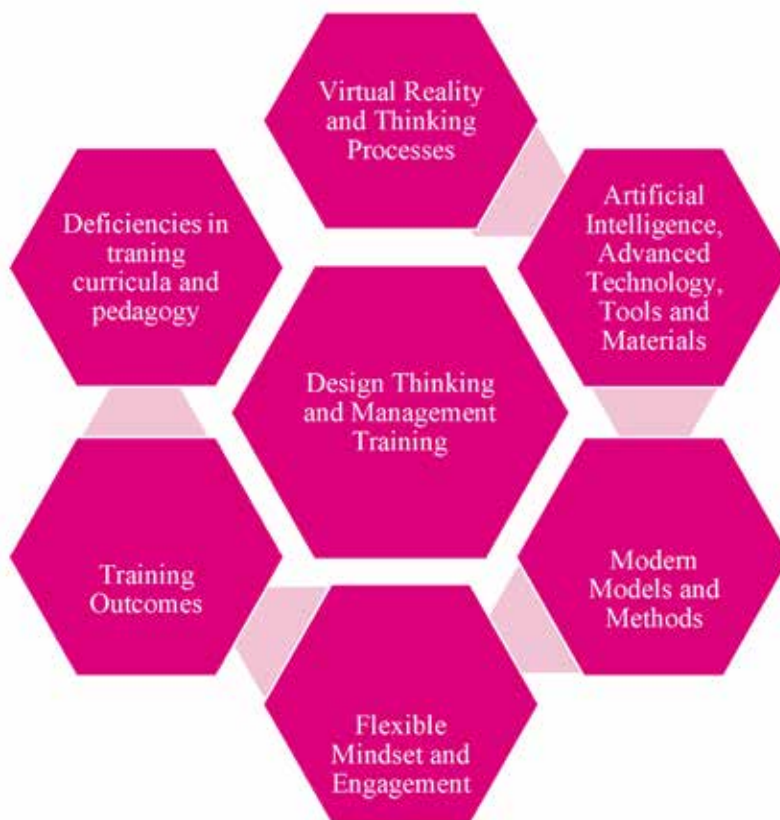 Virtual Reality
and Thinking
Processes
Artificial
Intelligence,
Advanced
Technology,
Tools and
Materials
Deficiencies in
traning
curricula and
pedagogy
Design Thinking
and Management
Training
Modern
Models and
Methods
Training
Outcomes
Flexible
Mindset and
Engagement